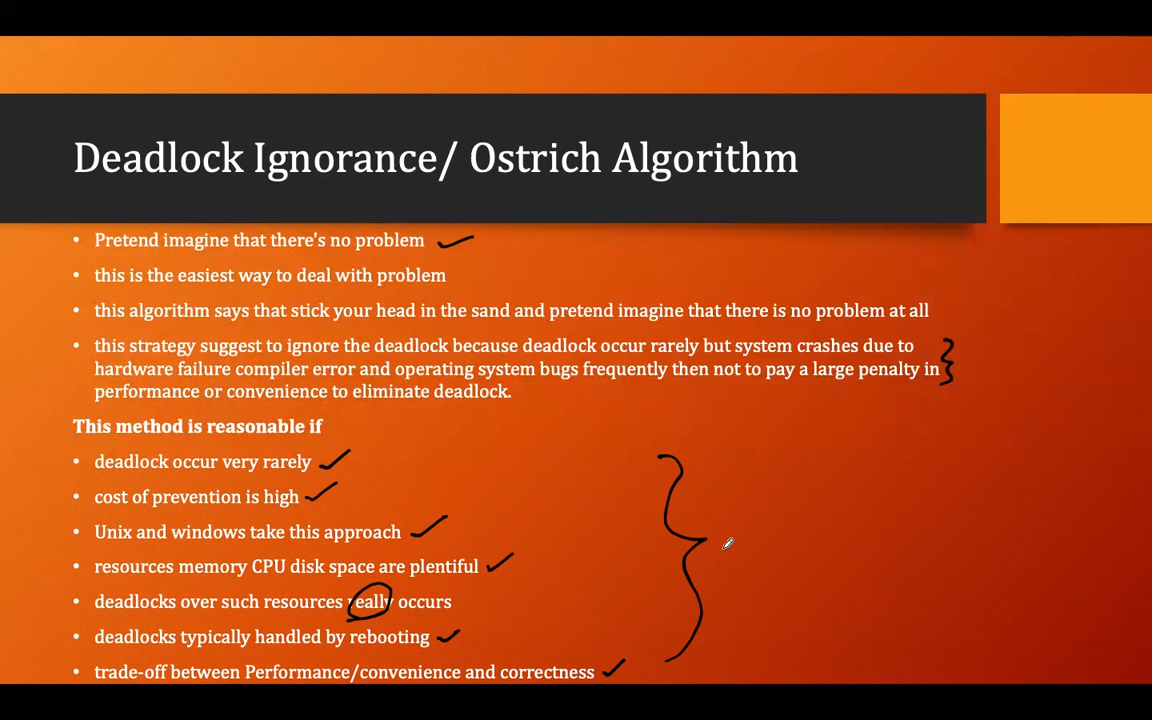 Deadlock Ignorance/ Ostrich Algorithm
• Pretend imagine that there's no problem
• this is the easiest way to deal with problem
• this algorithm says that stick your head in the sand and pretend imagine that there is no problem at all
• this strategy suggest to ignore the deadlock because deadlock occur rarely but system crashes due to
hardware failure compiler error and operating system bugs frequently then not to pay a large penalty in
performance or convenience to eliminate deadlock.
This method is reasonable if
• deadlock occur very rarely
• cost of prevention is high
• Unix and windows take this approach
• resources memory CPU disk space are plentiful
• deadlocks over such resources really occurs
• deadlocks typically handled by rebooting
• trade-off between Performance/convenience and correctness